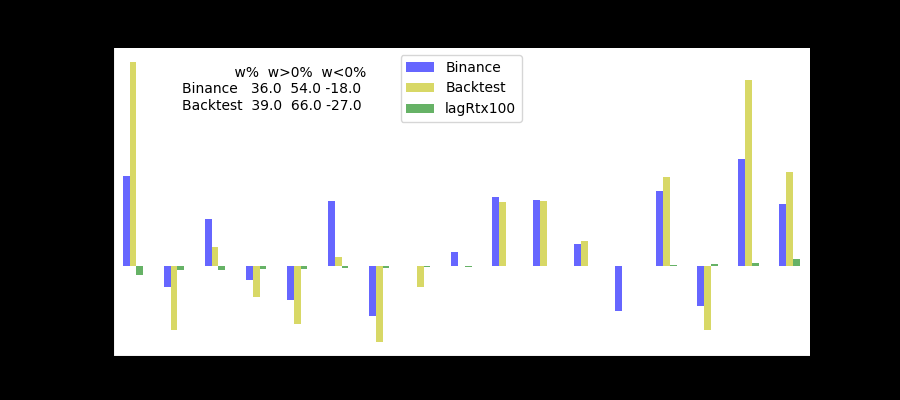 w% w>0% w<0%
Binance 36.0 54.0 -18.0
Backtest 39.0 66.0 -27.0
Binance
Backtest
lagRtx100